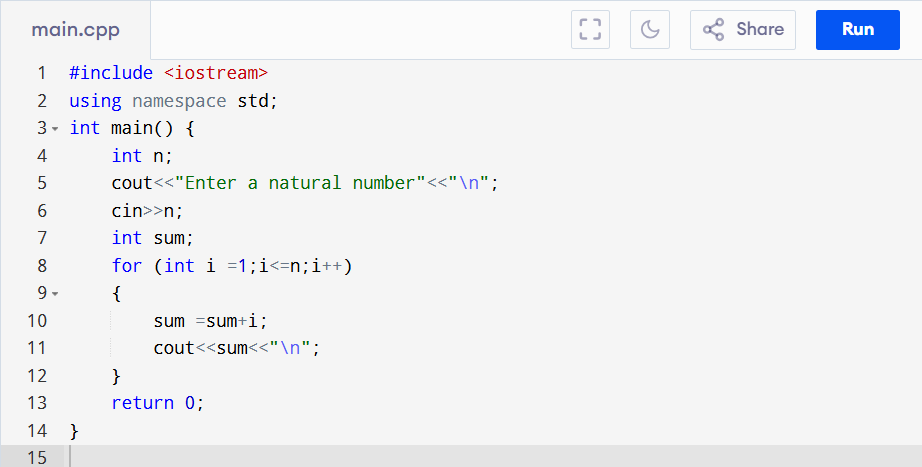 main.cpp Share Run
1 #include <iostream>
2 using namespace std;
3 int main() {
4     int n;
5     cout<<"Enter a natural number"<<"\n";
6     cin>>n;
7     int sum;
8     for (int i =1;i<=n;i++)
9     {
10         sum =sum+i;
11         cout<<sum<<"\n";
12     }
13     return 0;
14 }
15